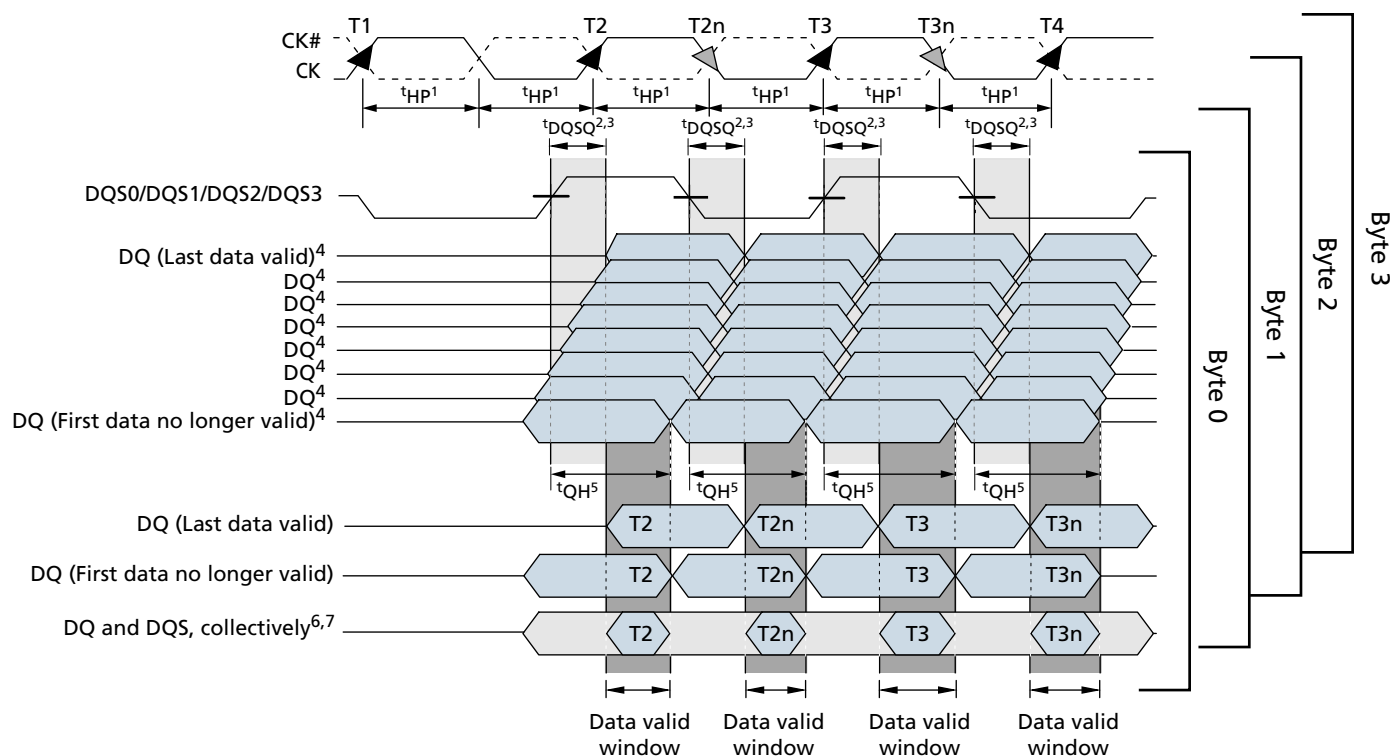 T1 T2 T2n T3 T3n T4
CK#
CK
tHP1 tHP1 tHP1 tHP1 tHP1 tHP1
tDQSQ2,3 tDQSQ2,3 tDQSQ2,3 tDQSQ2,3
DQS0/DQS1/DQS2/DQS3
DQ (Last data valid)4
DQ4
DQ4
DQ4
DQ4
DQ4
DQ4
DQ (First data no longer valid)4
tQH5 tQH5 tQH5 tQH5
DQ (Last data valid) T2 T2n T3 T3n
DQ (First data no longer valid) T2 T2n T3 T3n
DQ and DQS, collectively6,7 T2 T2n T3 T3n
Data valid window
Data valid window
Data valid window
Data valid window
Byte 0
Byte 1
Byte 2
Byte 3